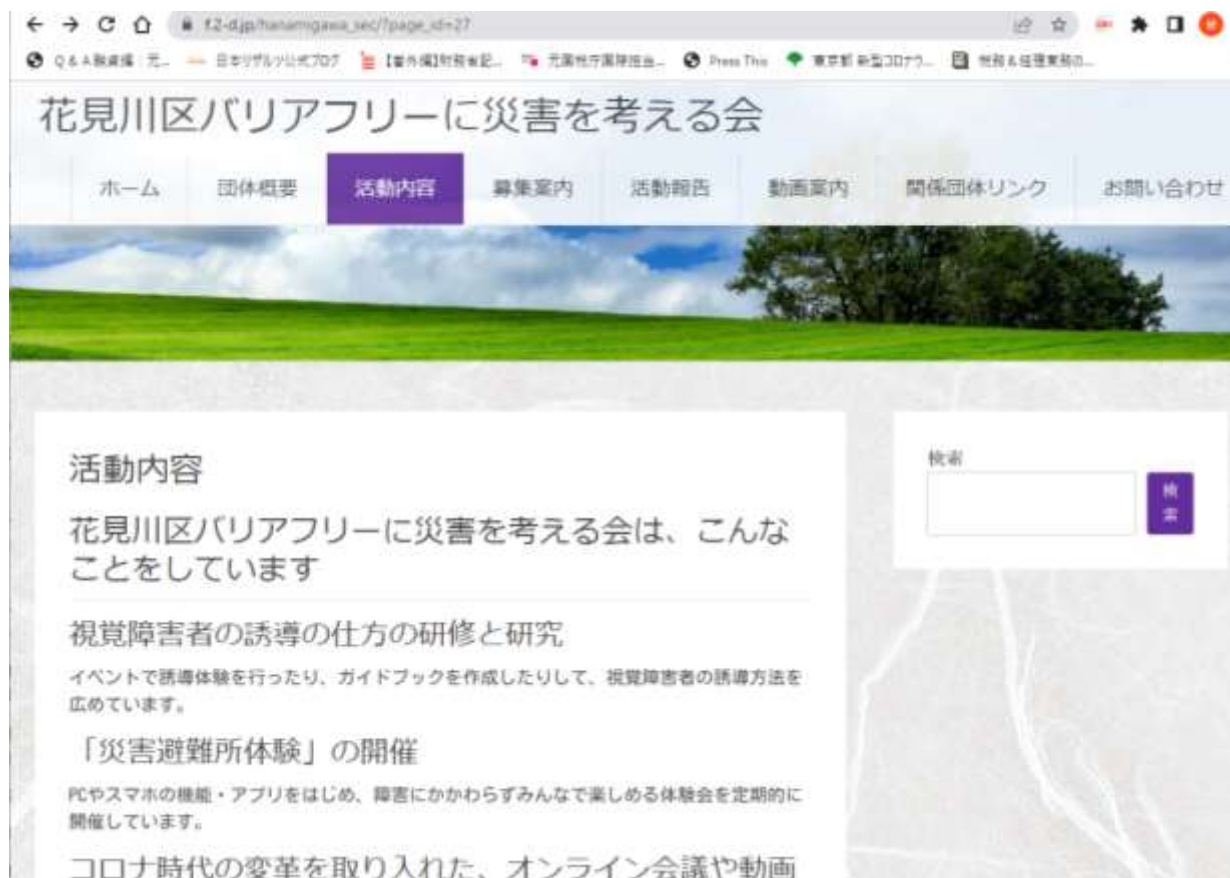 f.2-d.jp/hanamigawa_sec/?page_id=27
Press This
花見川区バリアフリーに災害を考える会
ホーム 団体概要 活動内容 募集案内 活動報告 動画案内 関係団体リンク お問い合わせ
活動内容
検索
検索
花見川区バリアフリーに災害を考える会は、こんな
ことをしています
視覚障害者の誘導の仕方の研修と研究
イベントで誘導体験を行ったり、ガイドブックを作成したりして、視覚障害者の誘導方法を
広めています。
「災害避難所体験」の開催
PCやスマホの機能・アプリをはじめ、障害にかかわらずみんなで楽しめる体験会を定期的に
開催しています。
コロナ時代の変革を取り入れた、オンライン会議や動画